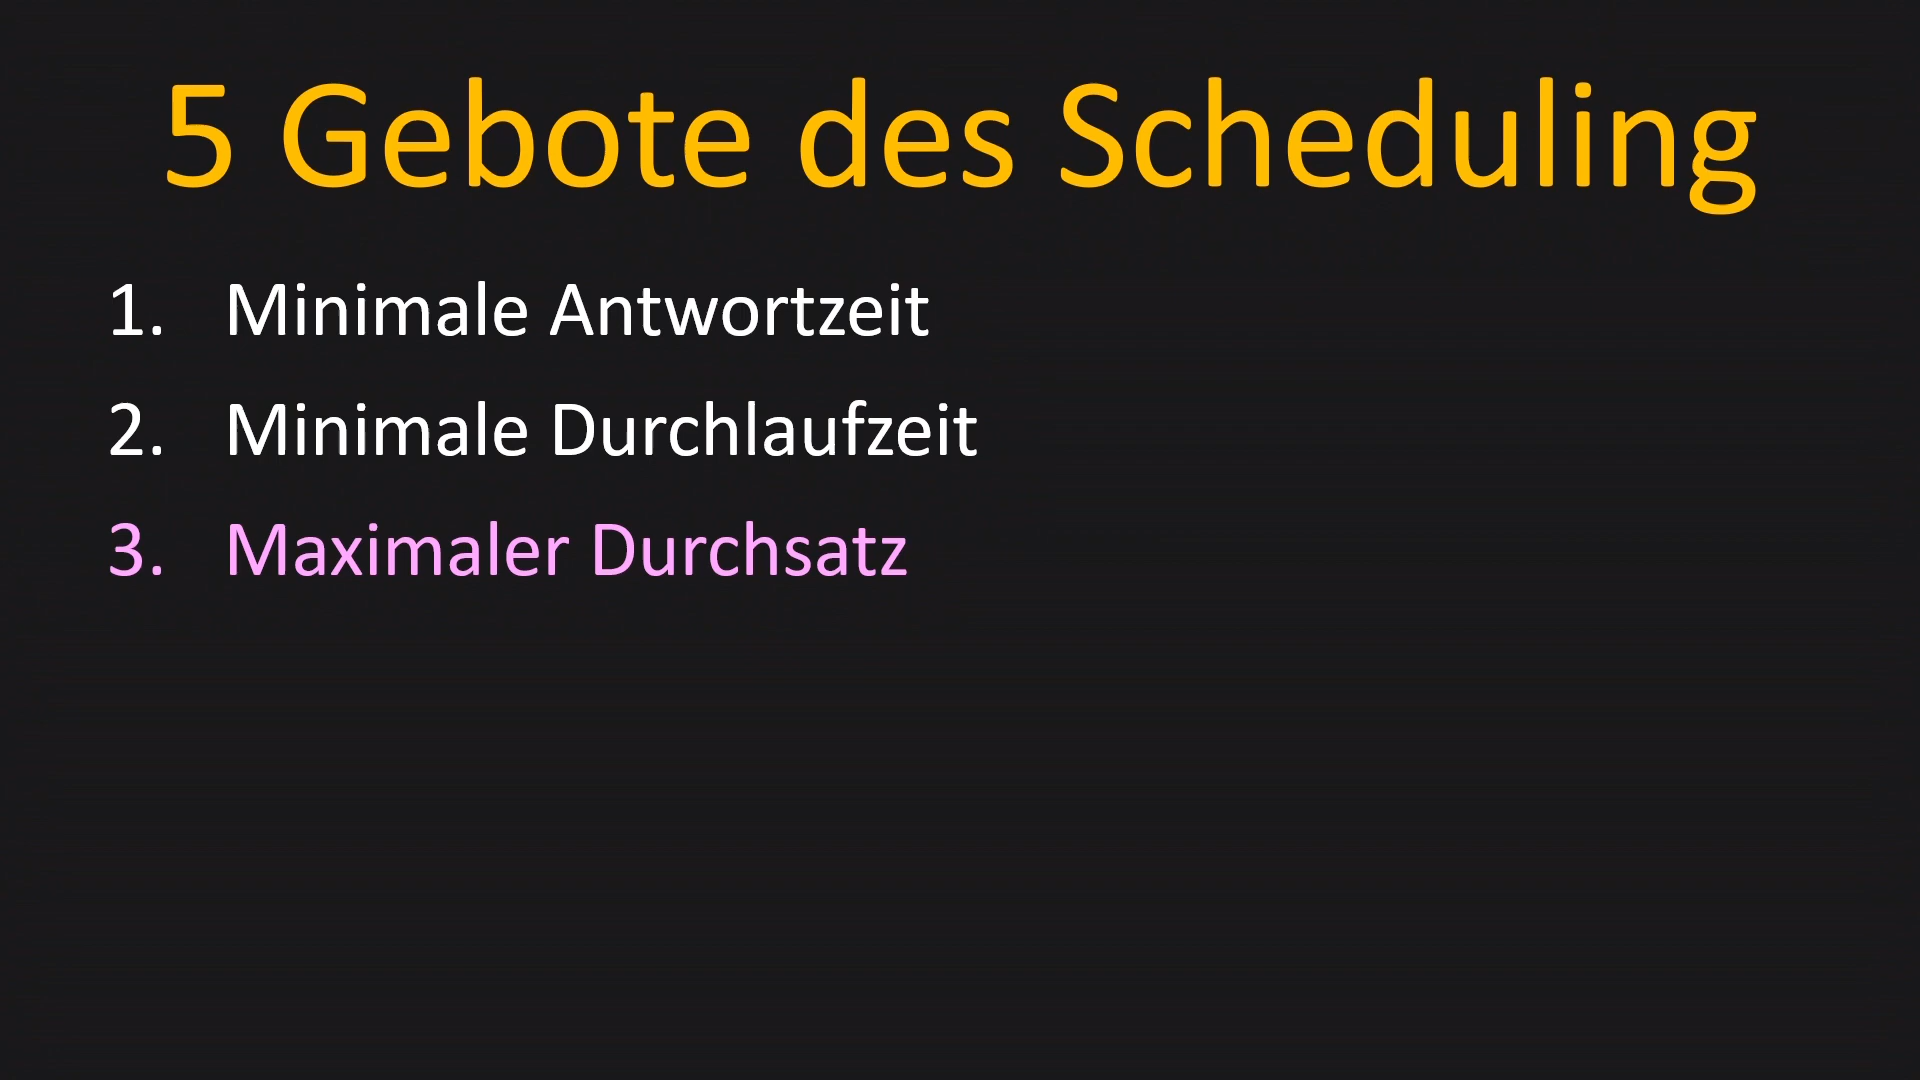 5 Gebote des Scheduling
1. Minimale Antwortzeit
2. Minimale Durchlaufzeit
3. Maximaler Durchsatz